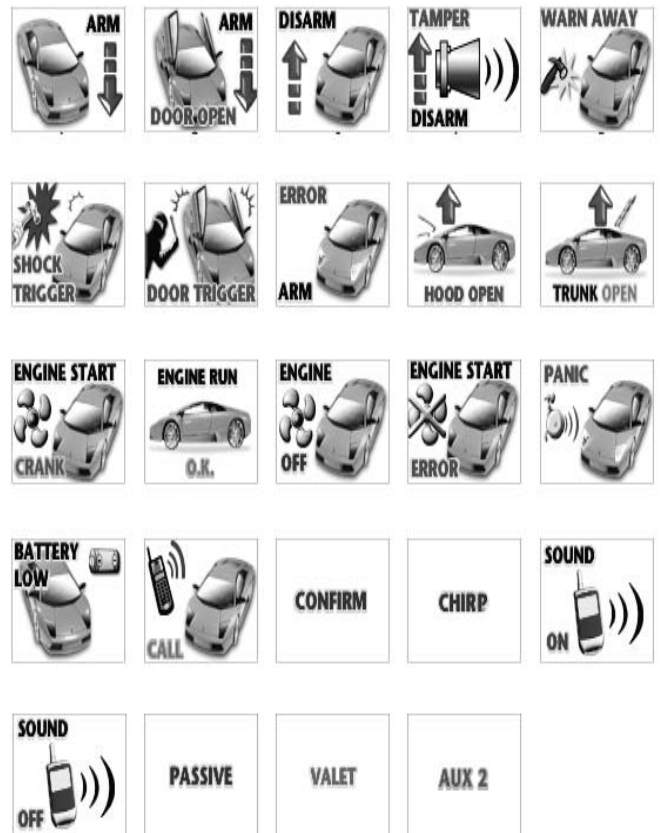 ARM
ARM
DOOR OPEN
DISARM
TAMPER
DISARM
WARN AWAY
SHOCK
TRIGGER
DOOR TRIGGER
ERROR
ARM
HOOD OPEN
TRUNK OPEN
ENGINE START
CRANK
ENGINE RUN
O.K.
ENGINE
OFF
ENGINE START
ERROR
PANIC
BATTERY
LOW
CALL
CONFIRM
CHIRP
SOUND
ON
SOUND
OFF
PASSIVE
VALET
AUX 2